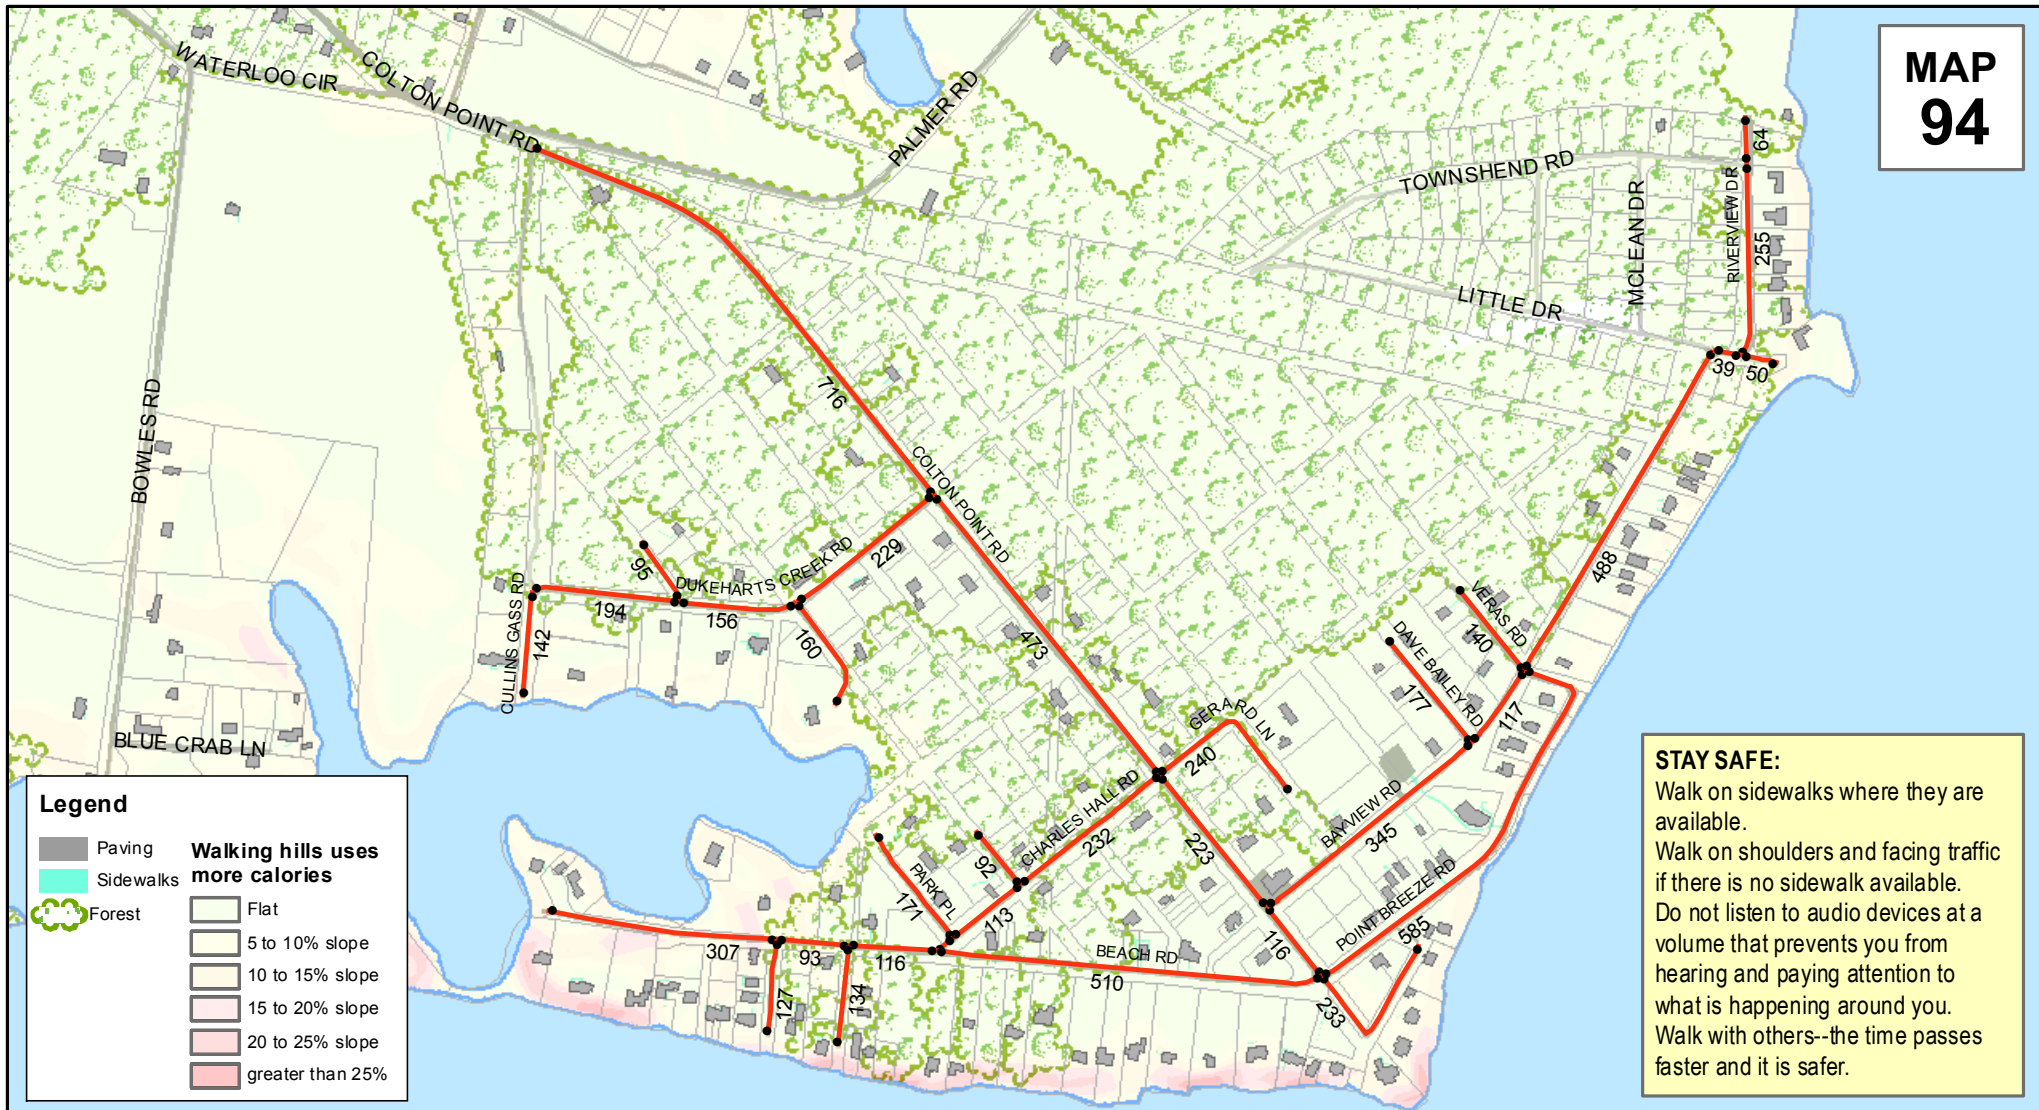 MAP
94
WATERLOO CIR
COLTON POINT RD
PALMER RD
TOWNSHEND RD
MCLEAN DR
RIVERVIEW DR
LITTLE DR
64
255
39
50
BOWLES RD
716
COLTON POINT RD
488
DUKEHARTS CREEK RD
229
95
194
156
160
CULLINS GASS RD
142
473
VERAS RD
140
DAVE BAILEY RD
177
117
GERARD LN
240
BLUE CRAB LN
CHARLES HALL RD
232
92
223
BAYVIEW RD
345
PARK PL
171
113
POINT BREEZE RD
585
116
BEACH RD
510
307
93
116
127
134
233
Legend
Paving
Sidewalks
Forest
Walking hills uses
more calories
Flat
5 to 10% slope
10 to 15% slope
15 to 20% slope
20 to 25% slope
greater than 25%
STAY SAFE:
Walk on sidewalks where they are
available.
Walk on shoulders and facing traffic
if there is no sidewalk available.
Do not listen to audio devices at a
volume that prevents you from
hearing and paying attention to
what is happening around you.
Walk with others--the time passes
faster and it is safer.